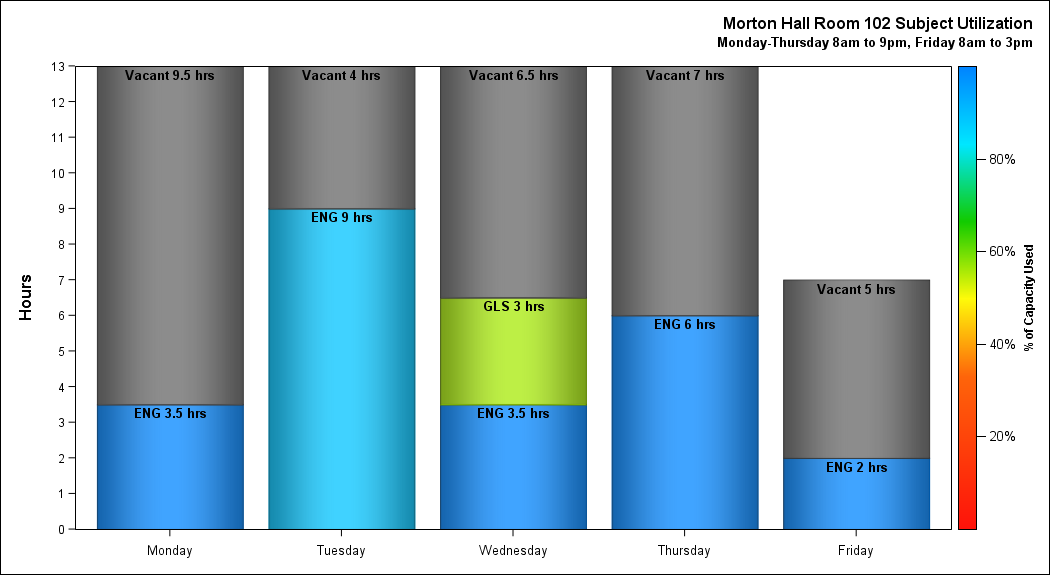 Morton Hall Room 102 Subject Utilization
Monday-Thursday 8am to 9pm, Friday 8am to 3pm
Hours
13
12
11
10
9
8
7
6
5
4
3
2
1
0
Vacant 9.5 hrs
ENG 3.5 hrs
Vacant 4 hrs
ENG 9 hrs
Vacant 6.5 hrs
GLS 3 hrs
ENG 3.5 hrs
Vacant 7 hrs
ENG 6 hrs
Vacant 5 hrs
ENG 2 hrs
Monday
Tuesday
Wednesday
Thursday
Friday
80%
60%
40%
20%
% of Capacity Used